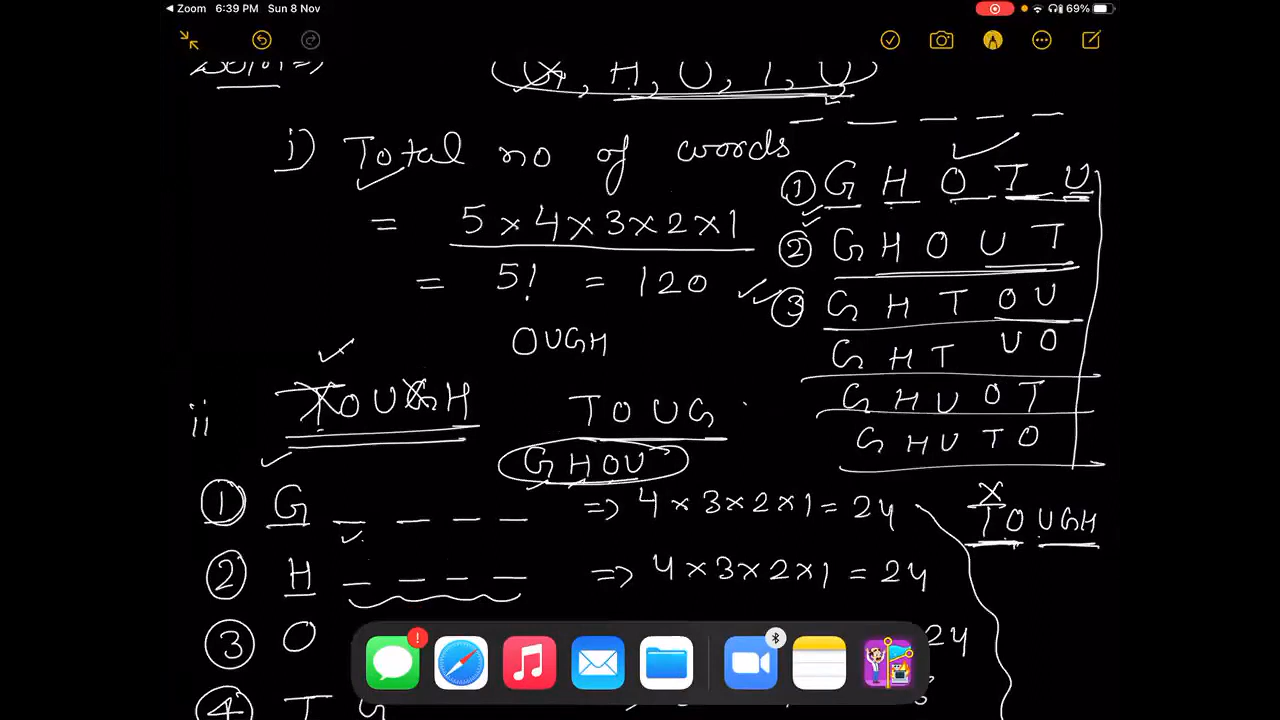 Zoom 6:39 PM Sun 8 Nov 69%
G, H, U, T, U
i) Total no of words
= 5 × 4 × 3 × 2 × 1
= 5! = 120
① G H O T U
② G H O U T
③ G H T O U
G H T U O
G H U O T
G H U T O
OUGH
ii TOUGH TOUG
GHOU
① G _ _ _ _ => 4 × 3 × 2 × 1 = 24
X
TOUGH
② H _ _ _ _ => 4 × 3 × 2 × 1 = 24
③ O 24
④ T G